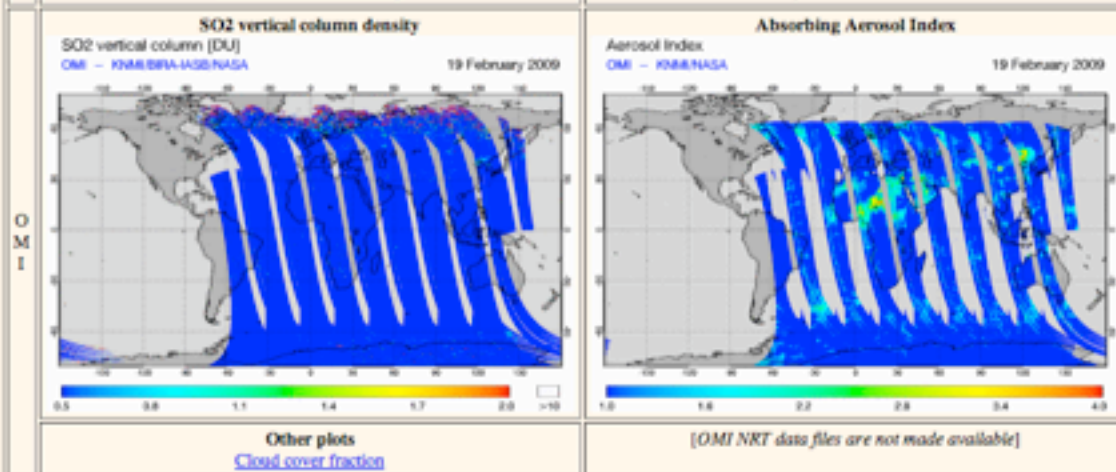 SO2 vertical column density
SO2 vertical column [DU]
OMI – KNMI/BIRA-IASB/NASA
19 February 2009
0.5 0.8 1.1 1.4 1.7 2.0 >10
Absorbing Aerosol Index
Aerosol Index
OMI – KNMI/NASA
19 February 2009
1.0 1.6 2.2 2.8 3.4 4.0
O
M
I
Other plots
Cloud cover fraction
[OMI NRT data files are not made available]